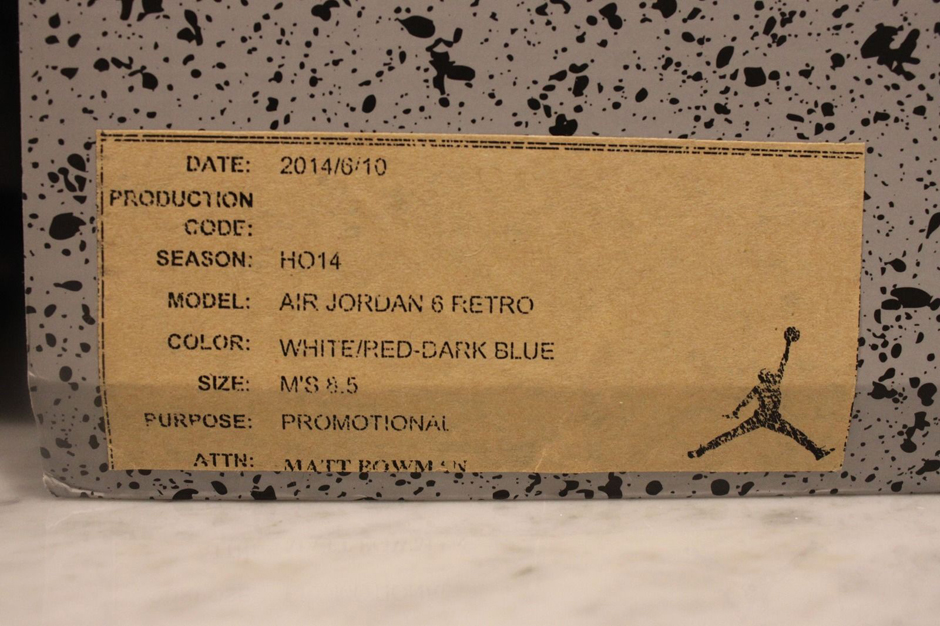 DATE: 2014/6/10
PRODUCTION
CODE:
SEASON: HO14
MODEL: AIR JORDAN 6 RETRO
COLOR: WHITE/RED-DARK BLUE
SIZE: M'S 8.5
PURPOSE: PROMOTIONAL
ATTN: MATT BOWMAN